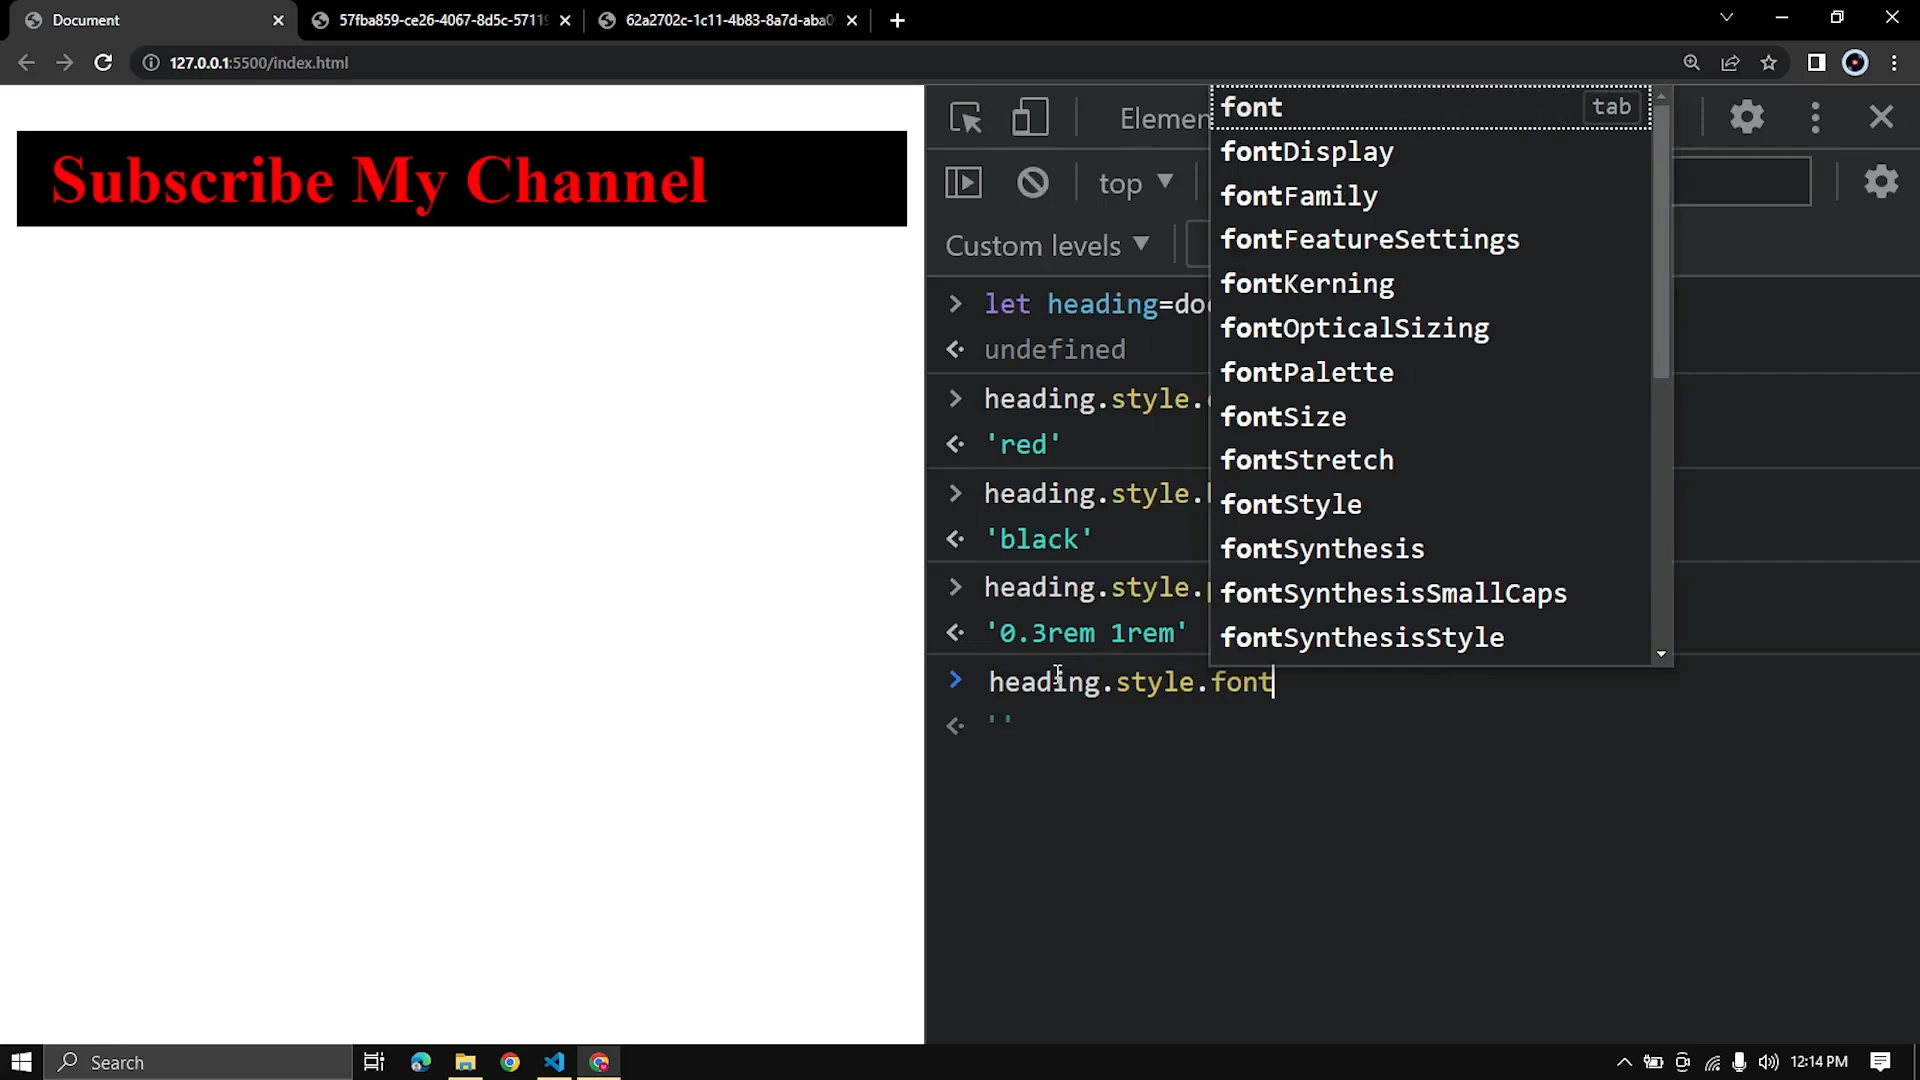 Document
57fba859-ce26-4067-8d5c-5711
62a2702c-1c11-4b83-8a7d-aba0
127.0.0.1:5500/index.html
Subscribe My Channel
Elemen
top
Custom levels
let heading=doc
undefined
heading.style.
'red'
heading.style.
'black'
heading.style.
'0.3rem 1rem'
heading.style.font
''
font tab
fontDisplay
fontFamily
fontFeatureSettings
fontKerning
fontOpticalSizing
fontPalette
fontSize
fontStretch
fontStyle
fontSynthesis
fontSynthesisSmallCaps
fontSynthesisStyle
Search
12:14 PM